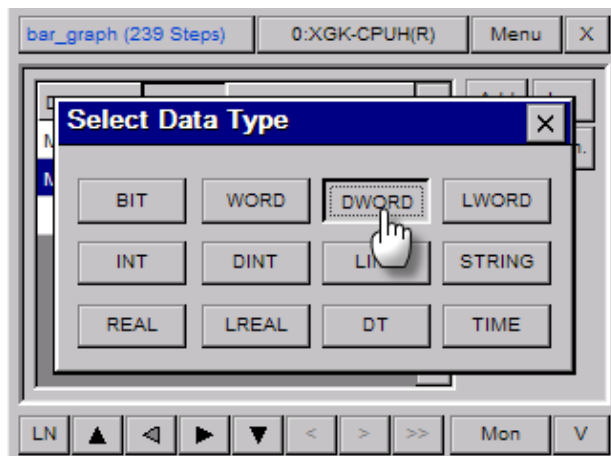 bar_graph (239 Steps) 0:XGK-CPUH(R) Menu X
Select Data Type
BIT WORD DWORD LWORD
INT DINT STRING
REAL LREAL DT TIME
LN < > >> Mon V